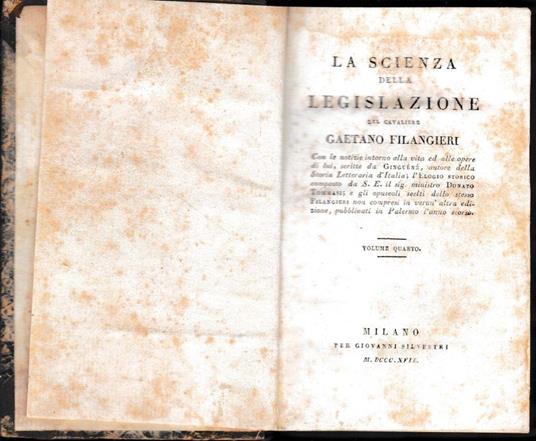 LA SCIENZA
DELLA
LEGISLAZIONE
DEL CAVALIERE
GAETANO FILANGIERI
Con le notizie intorno alla vita ed alle opere
di lui, scritte da GINGUÉNÉ, autore della
Storia Letteraria d'Italia; l'ELOGIO STORICO
composto da S. E. il sig. ministro DONATO
TOMMASI; e gli opuscoli scelti dello stesso
FILANGIERI non compresi in verun' altra edi-
zione, pubblicati in Palermo l'anno scorso.
VOLUME QUARTO.
MILANO
PER GIOVANNI SILVESTRI
M. DCCC. XVII.